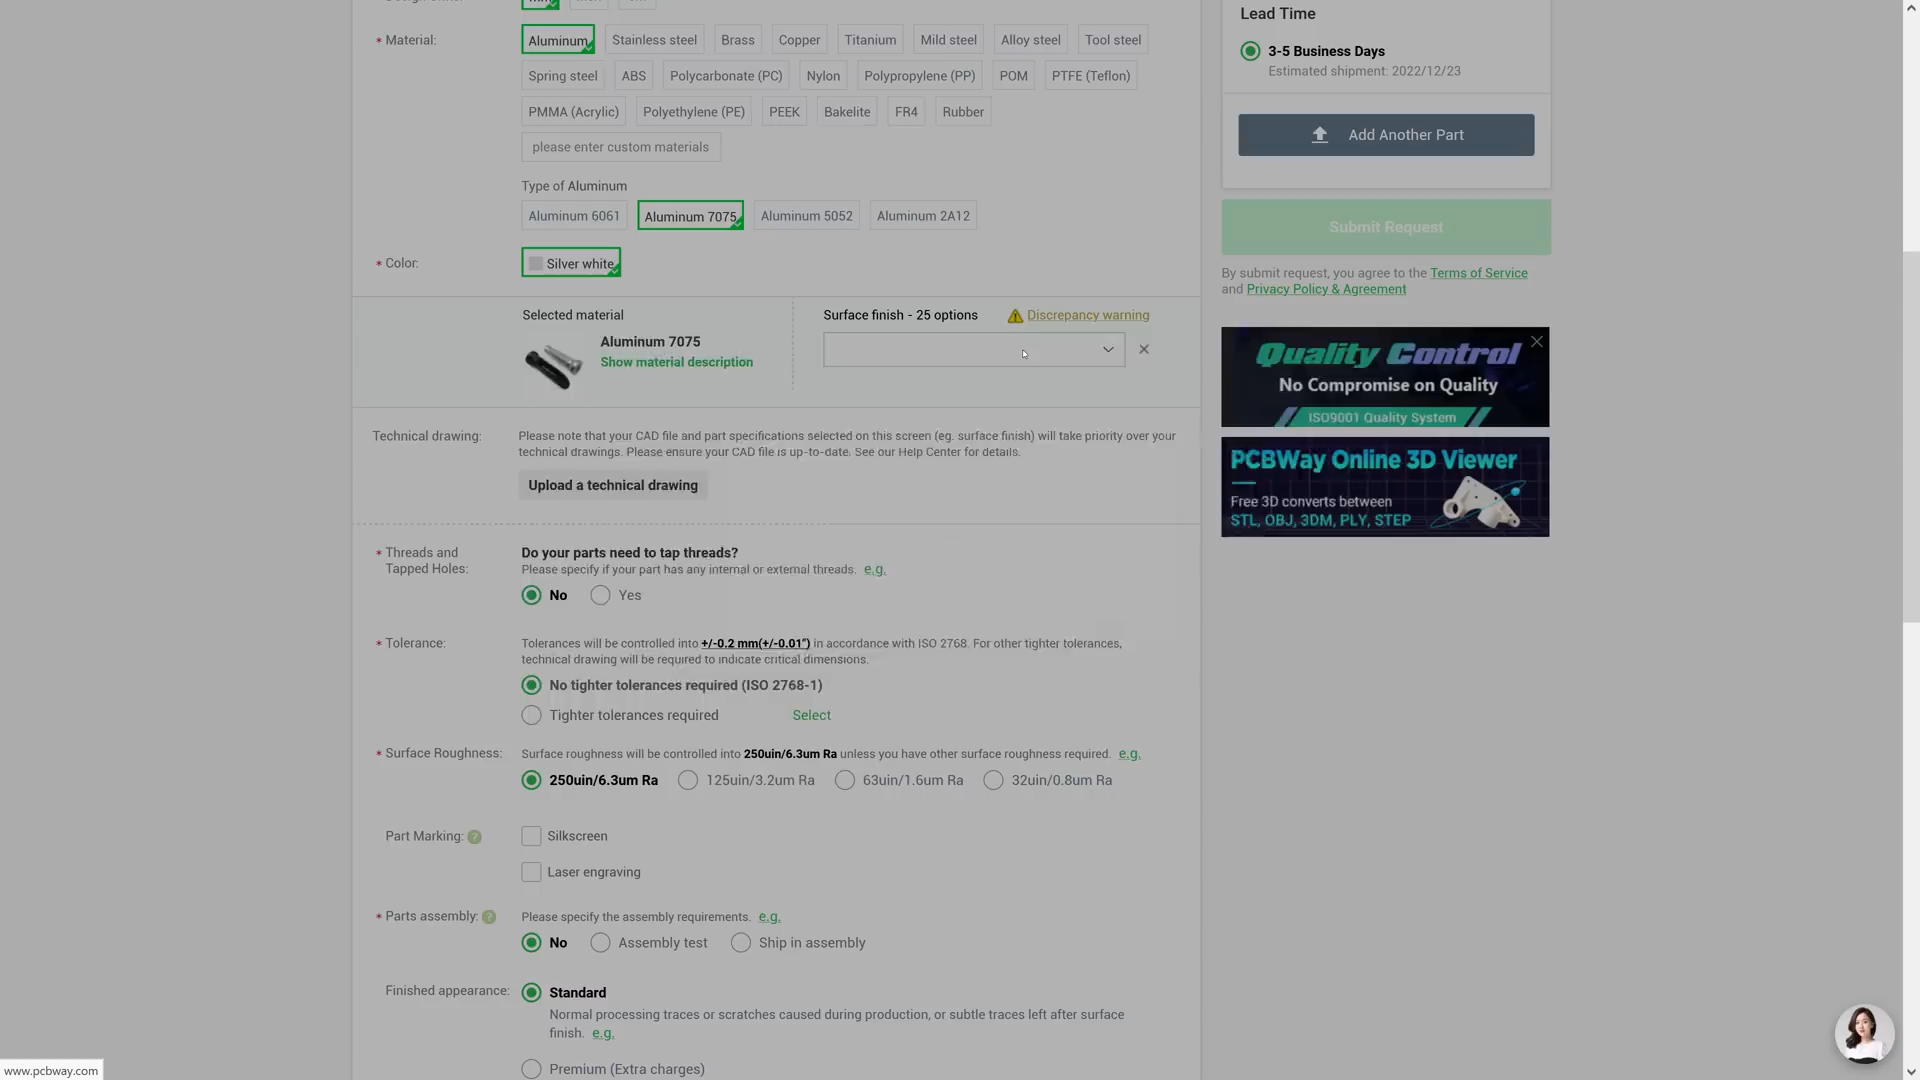 * Material:
Aluminum
Stainless steel
Brass
Copper
Titanium
Mild steel
Alloy steel
Tool steel
Spring steel
ABS
Polycarbonate (PC)
Nylon
Polypropylene (PP)
POM
PTFE (Teflon)
PMMA (Acrylic)
Polyethylene (PE)
PEEK
Bakelite
FR4
Rubber
please enter custom materials
Type of Aluminum
Aluminum 6061
Aluminum 7075
Aluminum 5052
Aluminum 2A12
* Color:
Silver white
Selected material
Aluminum 7075
Show material description
Surface finish - 25 options
Discrepancy warning
Technical drawing:
Please note that your CAD file and part specifications selected on this screen (eg. surface finish) will take priority over your
technical drawings. Please ensure your CAD file is up-to-date. See our Help Center for details.
Upload a technical drawing
* Threads and
Tapped Holes:
Do your parts need to tap threads?
Please specify if your part has any internal or external threads. e.g.
No
Yes
* Tolerance:
Tolerances will be controlled into +/-0.2 mm(+/-0.01") in accordance with ISO 2768. For other tighter tolerances,
technical drawing will be required to indicate critical dimensions.
No tighter tolerances required (ISO 2768-1)
Tighter tolerances required
Select
* Surface Roughness:
Surface roughness will be controlled into 250uin/6.3um Ra unless you have other surface roughness required. e.g.
250uin/6.3um Ra
125uin/3.2um Ra
63uin/1.6um Ra
32uin/0.8um Ra
Part Marking: ?
Silkscreen
Laser engraving
* Parts assembly: ?
Please specify the assembly requirements. e.g.
No
Assembly test
Ship in assembly
Finished appearance:
Standard
Normal processing traces or scratches caused during production, or subtle traces left after surface
finish. e.g.
Premium (Extra charges)
Lead Time
3-5 Business Days
Estimated shipment: 2022/12/23
Add Another Part
Submit Request
By submit request, you agree to the Terms of Service
and Privacy Policy & Agreement
Quality Control
No Compromise on Quality
ISO9001 Quality System
PCBWay Online 3D Viewer
Free 3D converts between
STL, OBJ, 3DM, PLY, STEP
www.pcbway.com